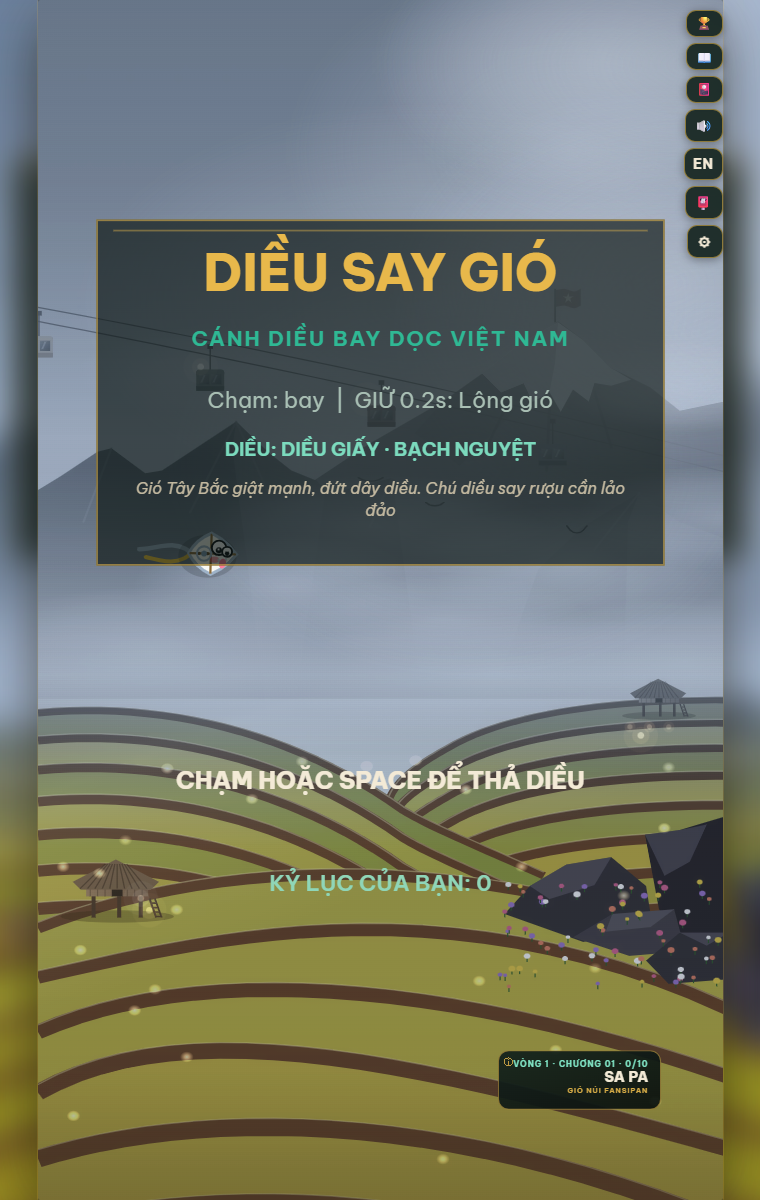 EN
DIỀU SAY GIÓ
CÁNH DIỀU BAY DỌC VIỆT NAM
Chạm: bay | GIỮ 0.2s: Lộng gió
DIỀU: DIỀU GIẤY · BẠCH NGUYỆT
Gió Tây Bắc giật mạnh, đứt dây diều. Chú diều say rượu cần lảo
đảo
CHẠM HOẶC SPACE ĐỂ THẢ DIỀU
KỶ LỤC CỦA BẠN: 0
VÒNG 1 · CHƯƠNG 01 · 0/10
SA PA
GIÓ NÚI FANSIPAN